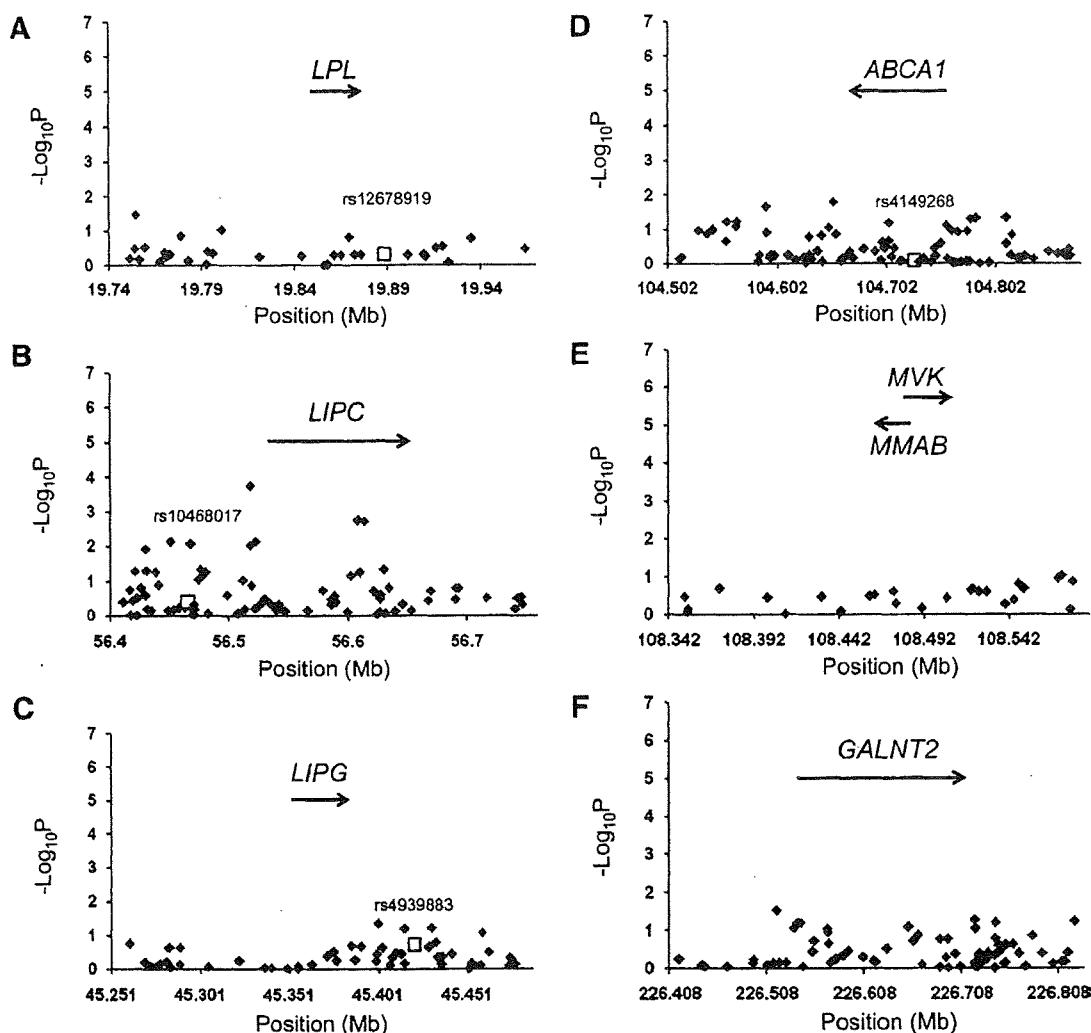 A
7
6
5
4
3
2
1
0
-Log10P
LPL
rs12678919
19.74 19.79 19.84 19.89 19.94
Position (Mb)
B
7
6
5
4
3
2
1
0
-Log10P
LIPC
rs10468017
56.4 56.5 56.6 56.7
Position (Mb)
C
7
6
5
4
3
2
1
0
-Log10P
LIPG
rs4939883
45.251 45.301 45.351 45.401 45.451
Position (Mb)
D
7
6
5
4
3
2
1
0
-Log10P
ABCA1
rs4149268
104.502 104.602 104.702 104.802
Position (Mb)
E
7
6
5
4
3
2
1
0
-Log10P
MVK
MMAB
108.342 108.392 108.442 108.492 108.542
Position (Mb)
F
7
6
5
4
3
2
1
0
-Log10P
GALNT2
226.408 226.508 226.608 226.708 226.808
Position (Mb)